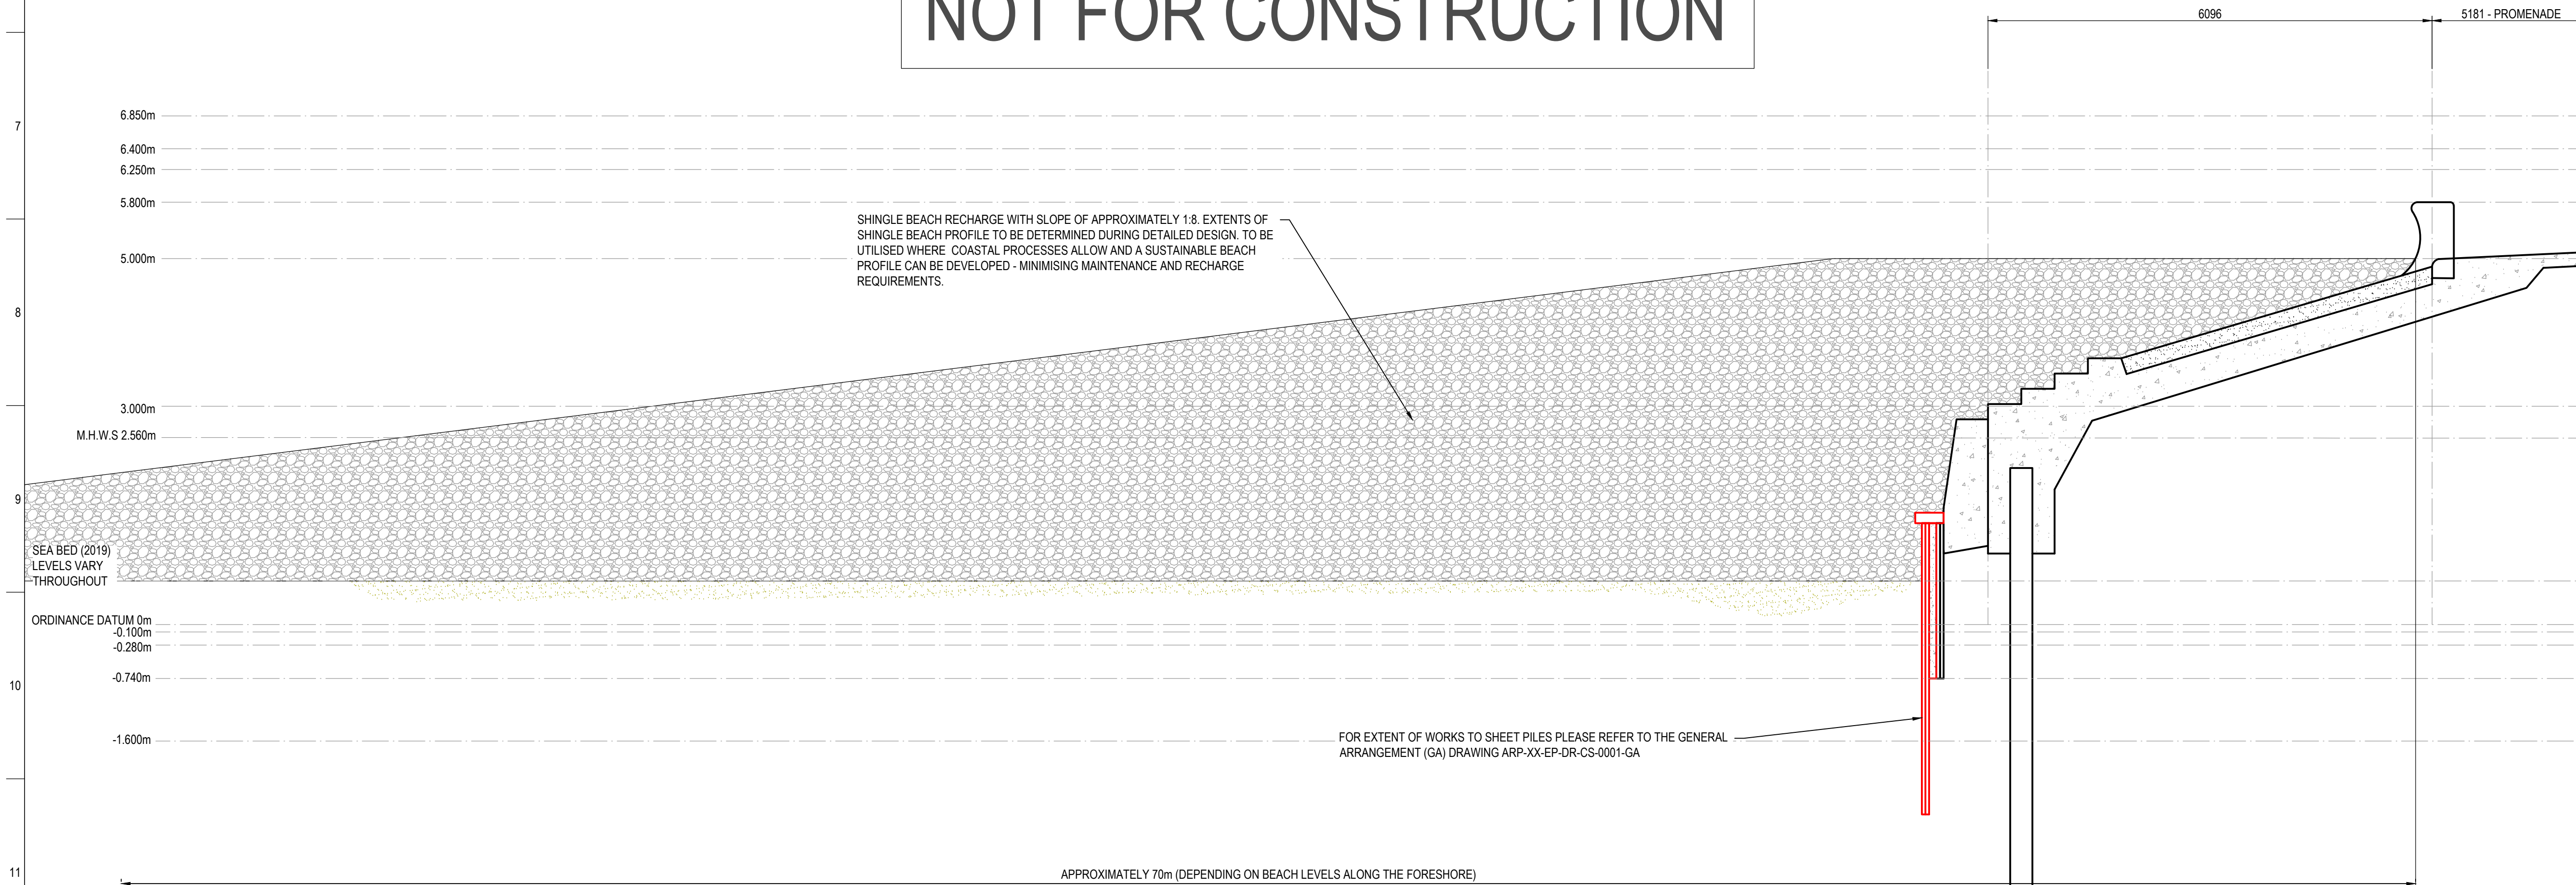 NOT FOR CONSTRUCTION
6096
5181 - PROMENADE
7
6.850m
6.400m
6.250m
5.800m
SHINGLE BEACH RECHARGE WITH SLOPE OF APPROXIMATELY 1:8. EXTENTS OF
SHINGLE BEACH PROFILE TO BE DETERMINED DURING DETAILED DESIGN. TO BE
UTILISED WHERE COASTAL PROCESSES ALLOW AND A SUSTAINABLE BEACH
PROFILE CAN BE DEVELOPED - MINIMISING MAINTENANCE AND RECHARGE
REQUIREMENTS.
5.000m
8
3.000m
M.H.W.S 2.560m
9
SEA BED (2019)
LEVELS VARY
THROUGHOUT
ORDINANCE DATUM 0m
-0.100m
-0.280m
10
-0.740m
-1.600m
FOR EXTENT OF WORKS TO SHEET PILES PLEASE REFER TO THE GENERAL
ARRANGEMENT (GA) DRAWING ARP-XX-EP-DR-CS-0001-GA
11
APPROXIMATELY 70m (DEPENDING ON BEACH LEVELS ALONG THE FORESHORE)